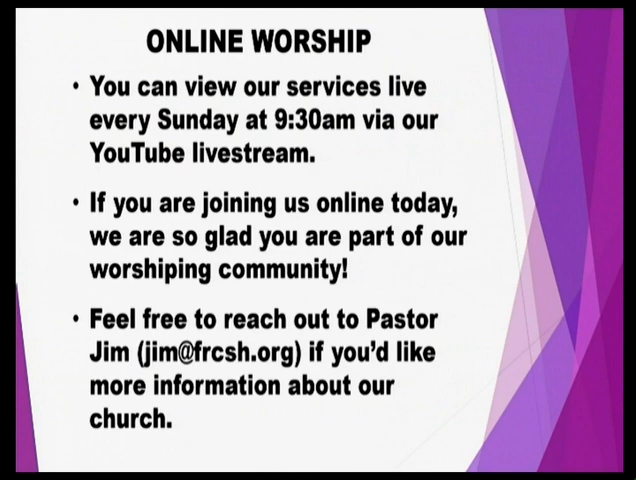 ONLINE WORSHIP
• You can view our services live
every Sunday at 9:30am via our
YouTube livestream.
• If you are joining us online today,
we are so glad you are part of our
worshiping community!
• Feel free to reach out to Pastor
Jim (jim@frcsh.org) if you’d like
more information about our
church.